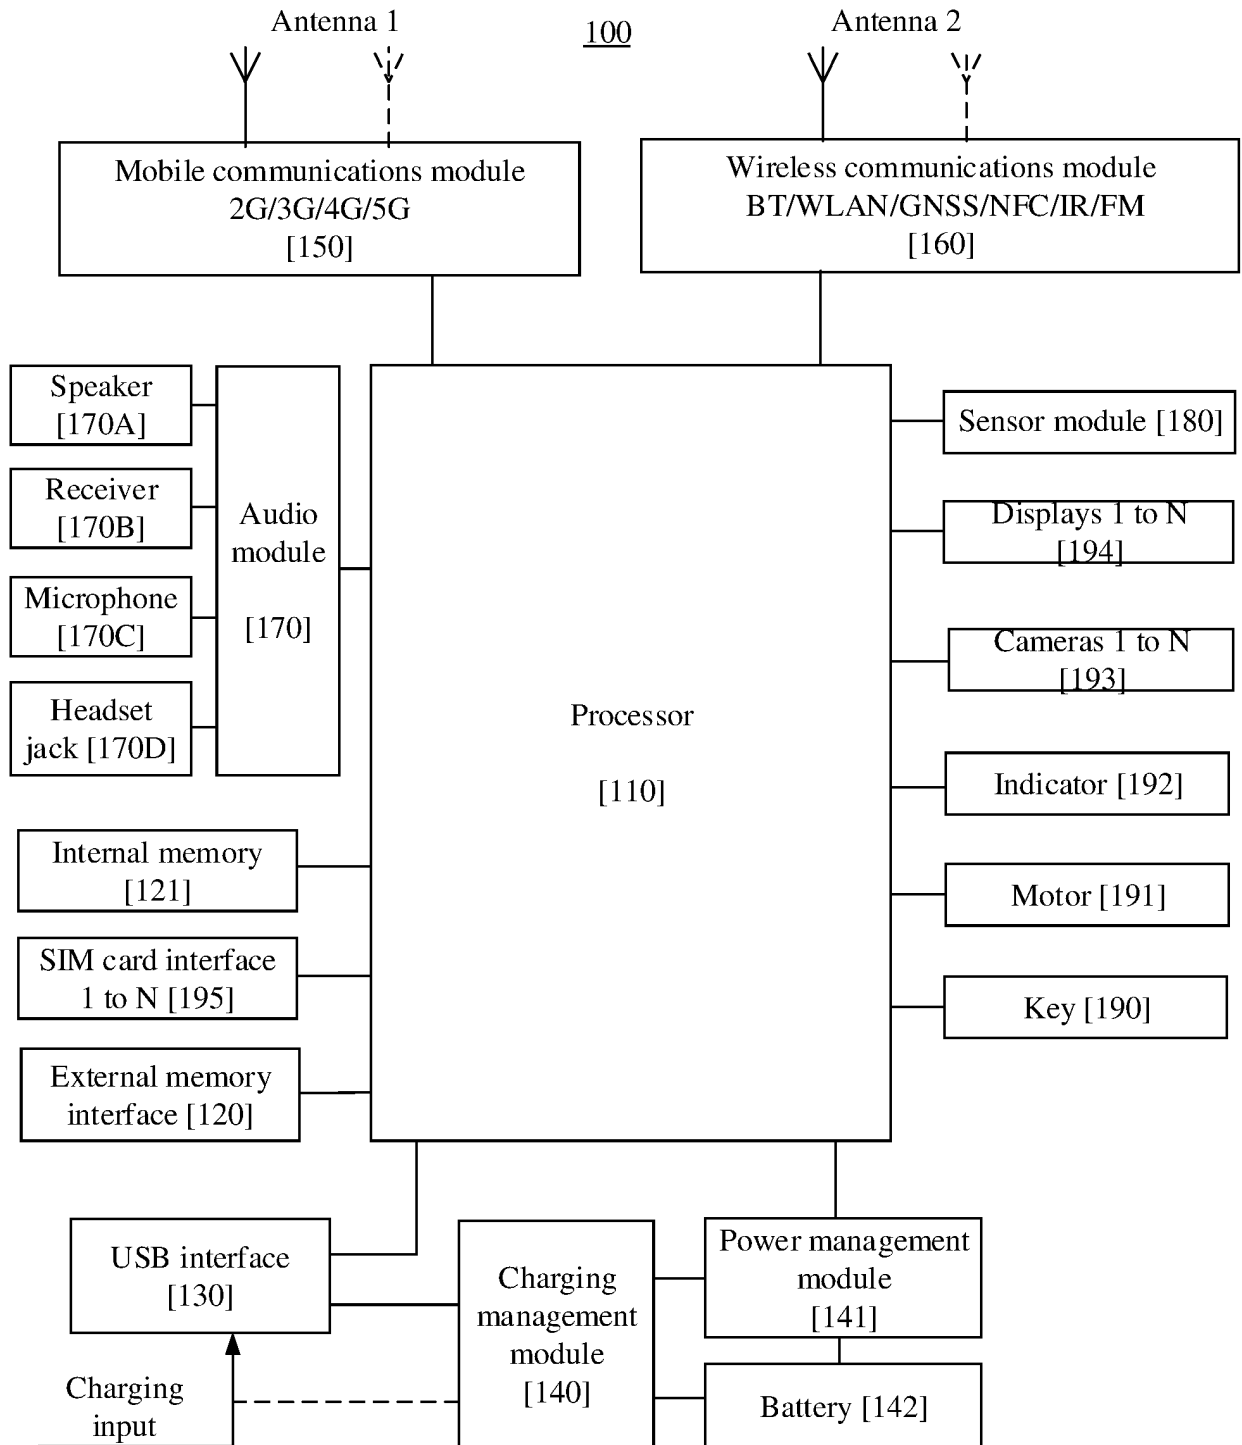 Antenna 1
100
Antenna 2
Mobile communications module
2G/3G/4G/5G
[150]
Wireless communications module
BT/WLAN/GNSS/NFC/IR/FM
[160]
Speaker
[170A]
Receiver
[170B]
Microphone
[170C]
Headset
jack [170D]
Audio
module
[170]
Processor
[110]
Sensor module [180]
Displays 1 to N
[194]
Cameras 1 to N
[193]
Indicator [192]
Motor [191]
Key [190]
Internal memory
[121]
SIM card interface
1 to N [195]
External memory
interface [120]
USB interface
[130]
Charging
management
module
[140]
Power management
module
[141]
Battery [142]
Charging
input